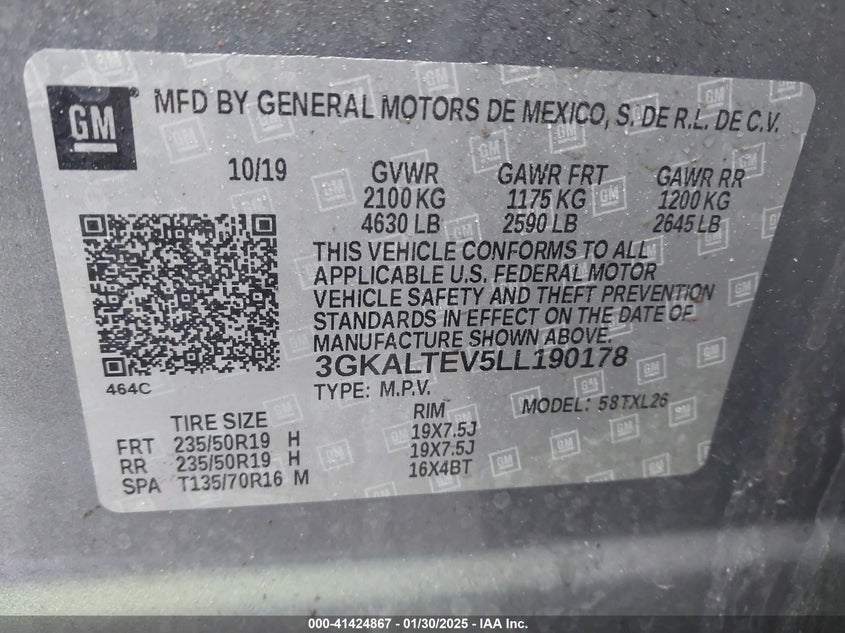 GM
MFD BY GENERAL MOTORS DE MEXICO, S. DE R.L. DE C.V.
10/19 GVWR GAWR FRT GAWR RR
2100 KG 1175 KG 1200 KG
4630 LB 2590 LB 2645 LB
THIS VEHICLE CONFORMS TO ALL
APPLICABLE U.S. FEDERAL MOTOR
VEHICLE SAFETY AND THEFT PREVENTION
STANDARDS IN EFFECT ON THE DATE OF
MANUFACTURE SHOWN ABOVE.
3GKALTEV5LL190178
464C
TYPE: M.P.V. MODEL: 58TXL26
TIRE SIZE RIM
FRT 235/50R19 H 19X7.5J
RR 235/50R19 H 19X7.5J
SPA T135/70R16 M 16X4BT
000-41424867 - 01/30/2025 - IAA Inc.